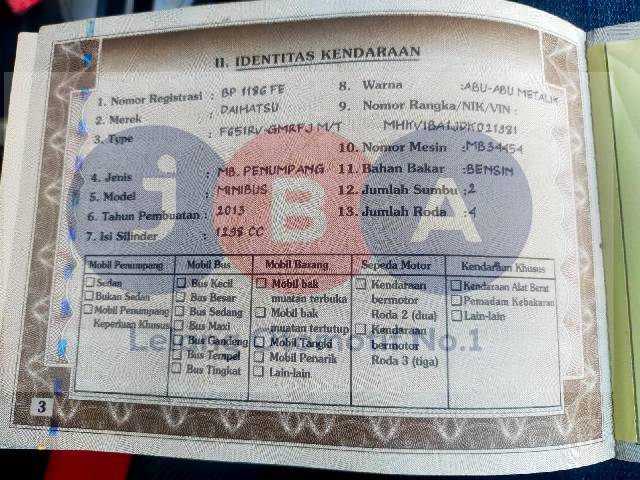 II. IDENTITAS KENDARAAN
1. Nomor Registrasi : BP 1186 FE
2. Merek : DAIHATSU
3. Type : F651RV-GMRFJ M/T
4. Jenis : MB. PENUMPANG
5. Model : MINIBUS
6. Tahun Pembuatan : 2013
7. Isi Silinder : 1298 CC
8. Warna : ABU-ABU METALIK
9. Nomor Rangka/NIK/VIN :
MHKV1BA1JDK021981
10. Nomor Mesin : MB34454
11. Bahan Bakar : BENSIN
12. Jumlah Sumbu : 2
13. Jumlah Roda : 4
JBA
Mobil Penumpang
Sedan
Bukan Sedan
Mobil Penumpang
Keperluan Khusus
Mobil Bus
Bus Kecil
Bus Besar
Bus Sedang
Bus Maxi
Bus Gandeng
Bus Tempel
Bus Tingkat
Mobil Barang
Mobil bak
muatan terbuka
Mobil bak
muatan tertutup
Mobil Tangki
Mobil Penarik
Lain-lain
Sepeda Motor
Kendaraan
bermotor
Roda 2 (dua)
Kendaraan
bermotor
Roda 3 (tiga)
Kendaraan Khusus
Kendaraan Alat Berat
Pemadam Kebakaran
Lain-lain
No.1
3